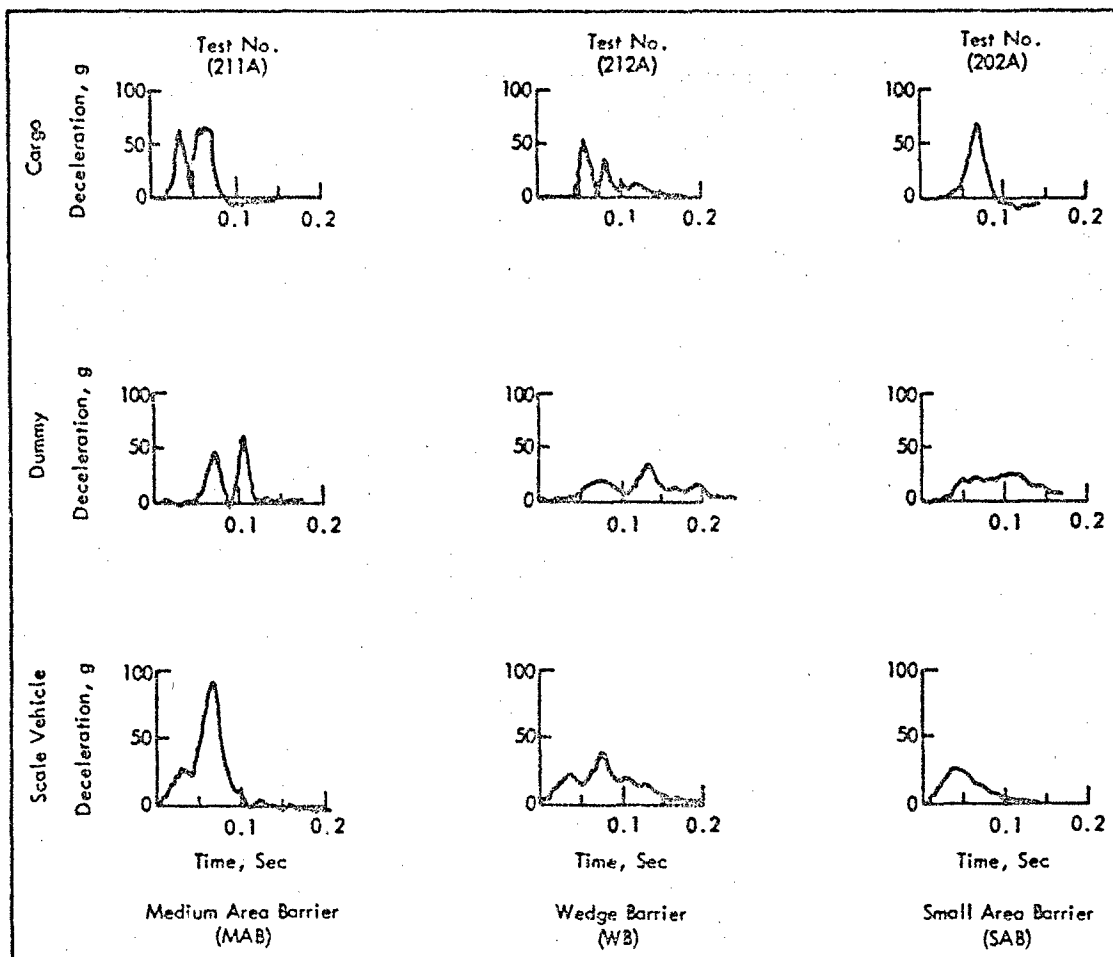 Test No.
(211A)
Test No.
(212A)
Test No.
(202A)
Cargo
Deceleration, g
100
50
0
0.1
0.2
100
50
0
0.1
0.2
100
50
0
0.1
0.2
Dummy
Deceleration, g
100
50
0
0.1
0.2
100
50
0
0.1
0.2
100
50
0
0.1
0.2
Scale Vehicle
Deceleration, g
100
50
0
0.1
0.2
100
50
0
0.1
0.2
100
50
0
0.1
0.2
Time, Sec
Time, Sec
Time, Sec
Medium Area Barrier
(MAB)
Wedge Barrier
(WB)
Small Area Barrier
(SAB)